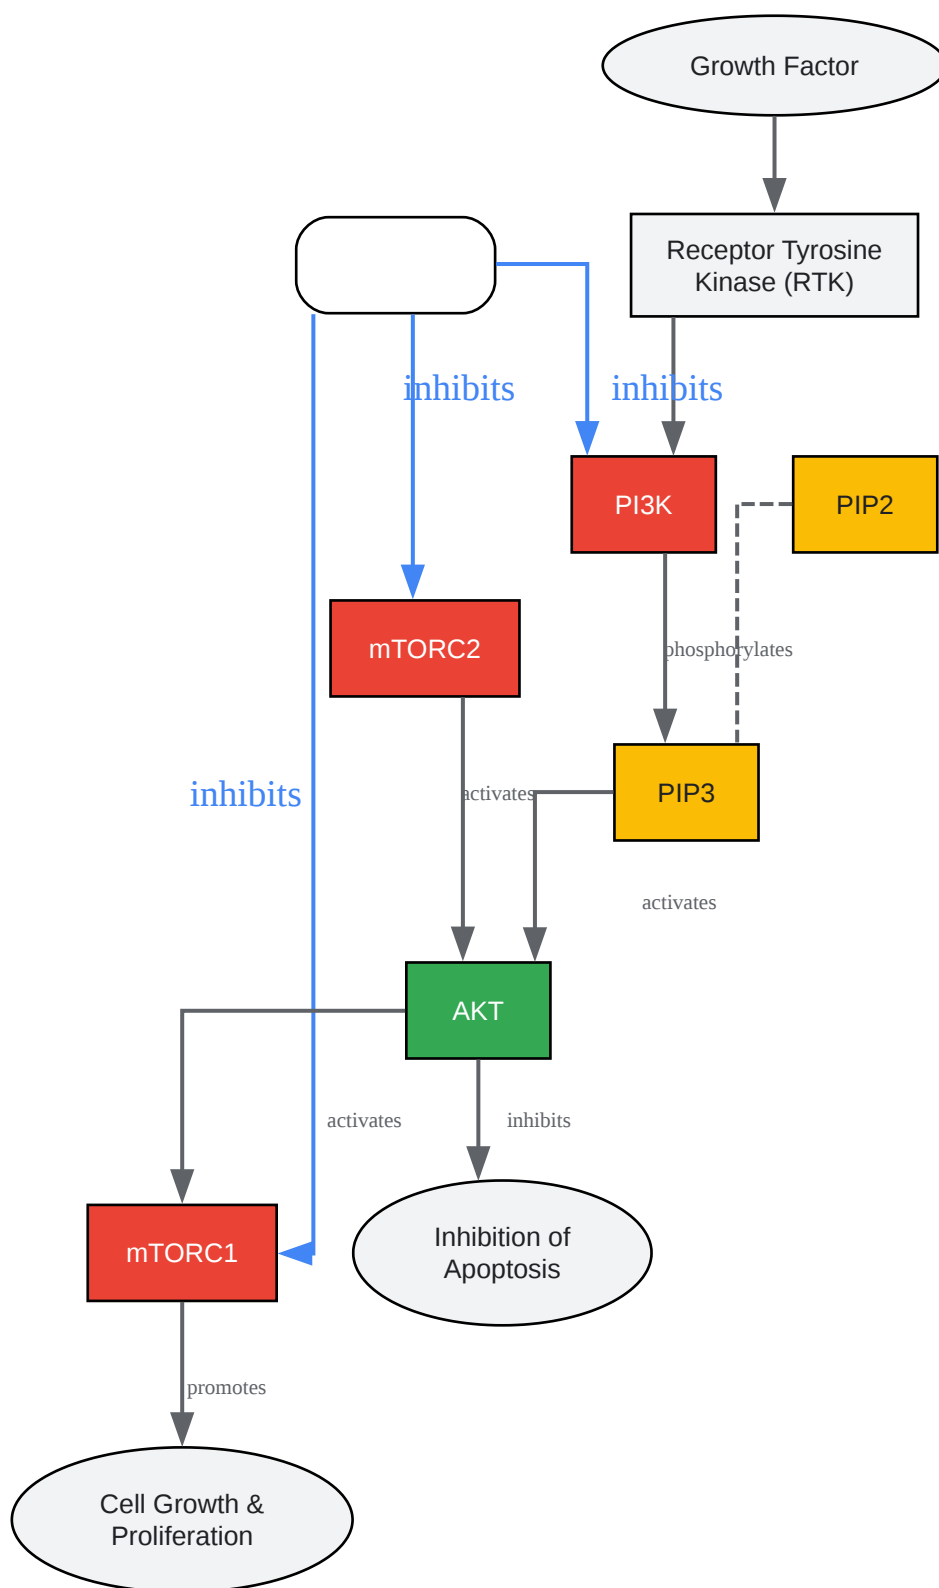 Growth Factor
Receptor Tyrosine
Kinase (RTK)
inhibits
inhibits
PI3K
PIP2
mTORC2
phosphorylates
inhibits
activates
PIP3
activates
AKT
activates
inhibits
mTORC1
Inhibition of
Apoptosis
promotes
Cell Growth &
Proliferation